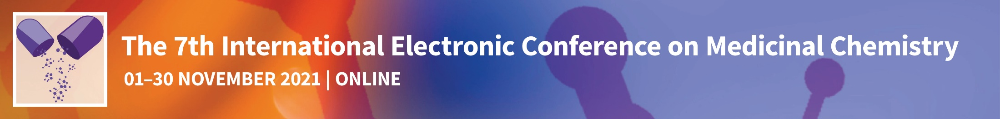 The 7th International Electronic Conference on Medicinal Chemistry
01–30 NOVEMBER 2021 | ONLINE